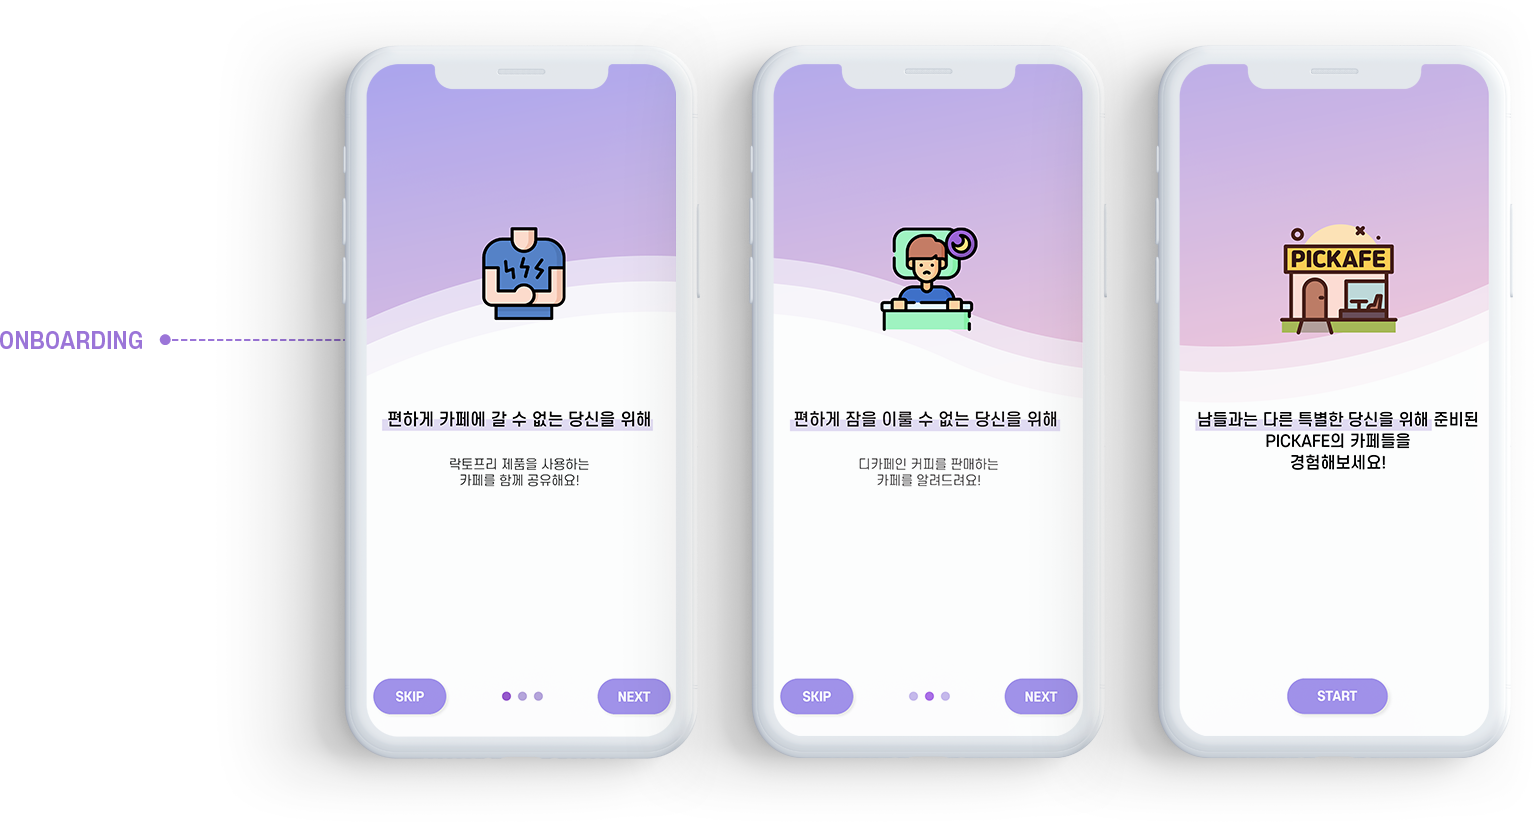 ONBOARDING
편하게 카페에 갈 수 없는 당신을 위해
락토프리 제품을 사용하는
카페를 함께 공유해요!
SKIP
NEXT
편하게 잠을 이룰 수 없는 당신을 위해
디카페인 커피를 판매하는
카페를 알려드려요!
SKIP
NEXT
PICKAFE
남들과는 다른 특별한 당신을 위해 준비된
PICKAFE의 카페들을
경험해보세요!
START